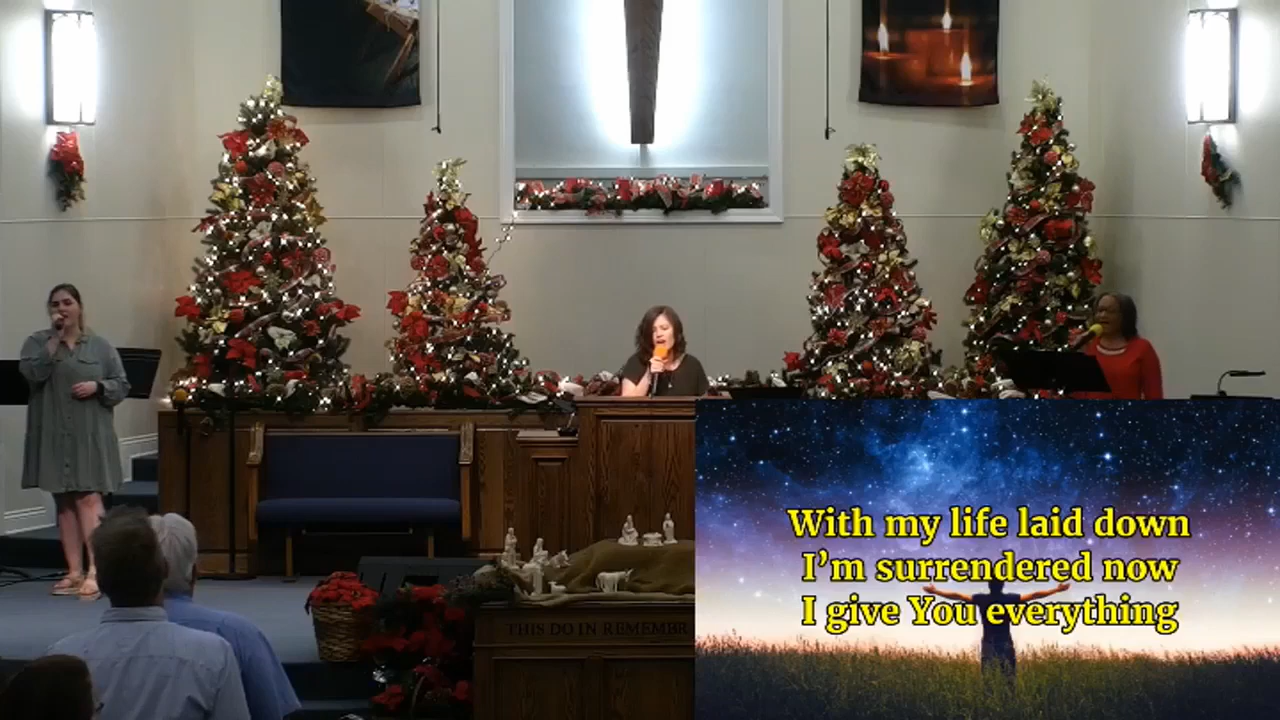 With my life laid down
I'm surrendered now
I give You everything
THIS DO IN REMEMBR